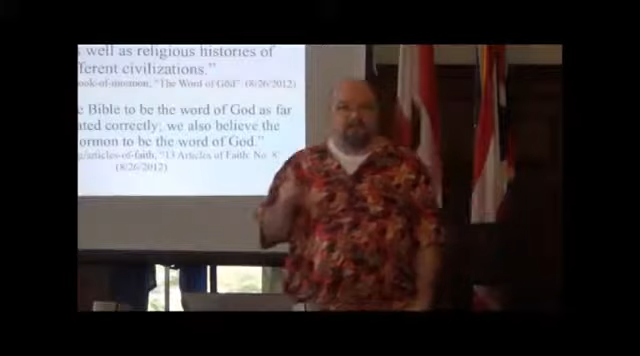 well as religious histories of
fferent civilizations."
ook-of-mormon, "The Word of God" (8/26/2012)
e Bible to be the word of God as far
ated correctly; we also believe the
ormon to be the word of God."
g/articles-of-faith, "13 Articles of Faith: No. 8"
(8/26/2012)